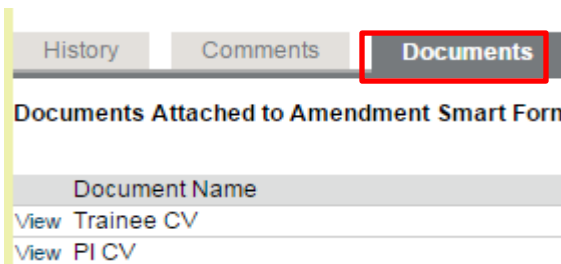 History Comments Documents
Documents Attached to Amendment Smart Form
Document Name
View Trainee CV
View PI CV